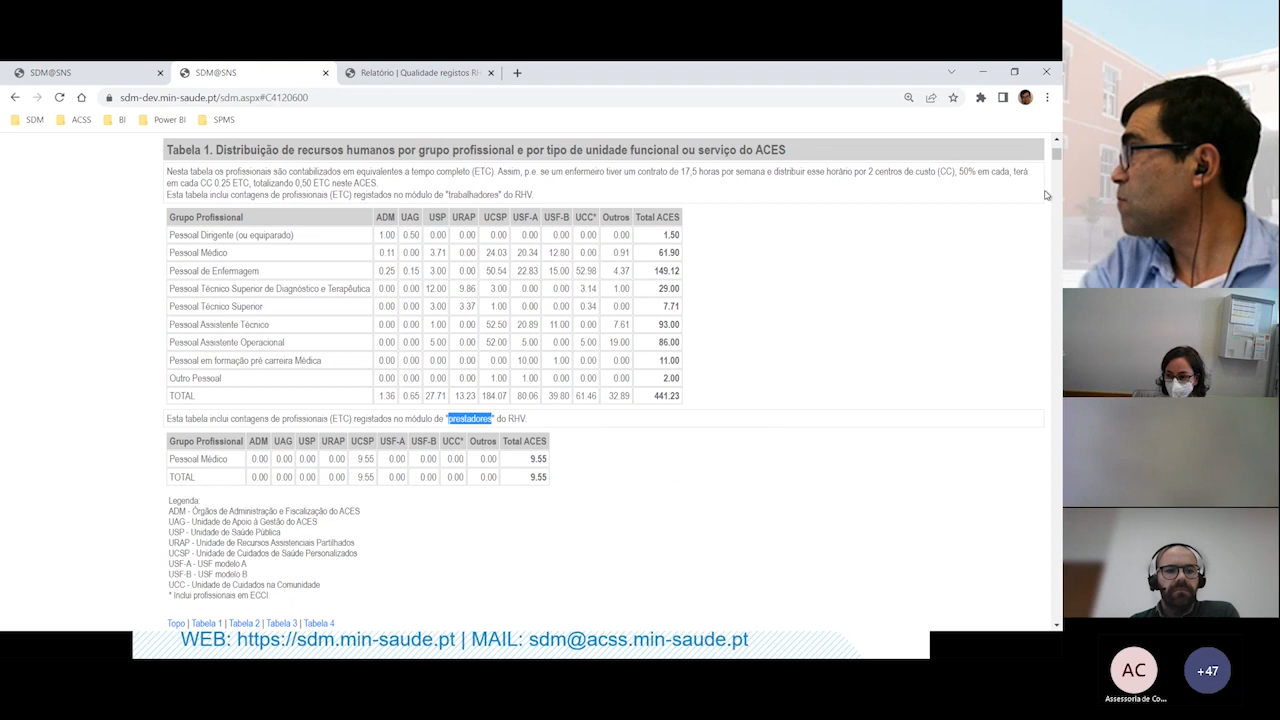 SDM@SNS
SDM@SNS
Relatório | Qualidade registos RH
sdm-dev.min-saude.pt/sdm.aspx#C4120600
SDM ACSS BI Power BI SPMS
Tabela 1. Distribuição de recursos humanos por grupo profissional e por tipo de unidade funcional ou serviço do ACES
Nesta tabela os profissionais são contabilizados em equivalentes a tempo completo (ETC). Assim, p.e. se um enfermeiro tiver um contrato de 17,5 horas por semana e distribuir esse horário por 2 centros de custo (CC), 50% em cada, terá
em cada CC 0.25 ETC, totalizando 0,50 ETC neste ACES.
Esta tabela inclui contagens de profissionais (ETC) registados no módulo de "trabalhadores" do RHV.
Grupo Profissional ADM UAG USP URAP UCSP USF-A USF-B UCC* Outros Total ACES
Pessoal Dirigente (ou equiparado) 1.00 0.50 0.00 0.00 0.00 0.00 0.00 0.00 0.00 1.50
Pessoal Médico 0.11 0.00 3.71 0.00 24.03 20.34 12.80 0.00 0.91 61.90
Pessoal de Enfermagem 0.25 0.15 3.00 0.00 50.54 22.83 15.00 52.98 4.37 149.12
Pessoal Técnico Superior de Diagnóstico e Terapêutica 0.00 0.00 12.00 9.86 3.00 0.00 0.00 3.14 1.00 29.00
Pessoal Técnico Superior 0.00 0.00 3.00 3.37 1.00 0.00 0.00 0.34 0.00 7.71
Pessoal Assistente Técnico 0.00 0.00 1.00 0.00 52.50 20.89 11.00 0.00 7.61 93.00
Pessoal Assistente Operacional 0.00 0.00 5.00 0.00 52.00 5.00 0.00 5.00 19.00 86.00
Pessoal em formação pré carreira Médica 0.00 0.00 0.00 0.00 0.00 10.00 1.00 0.00 0.00 11.00
Outro Pessoal 0.00 0.00 0.00 0.00 1.00 1.00 0.00 0.00 0.00 2.00
TOTAL 1.36 0.65 27.71 13.23 184.07 80.06 39.80 61.46 32.89 441.23
Esta tabela inclui contagens de profissionais (ETC) registados no módulo de "prestadores" do RHV.
Grupo Profissional ADM UAG USP URAP UCSP USF-A USF-B UCC* Outros Total ACES
Pessoal Médico 0.00 0.00 0.00 0.00 9.55 0.00 0.00 0.00 0.00 9.55
TOTAL 0.00 0.00 0.00 0.00 9.55 0.00 0.00 0.00 0.00 9.55
Legenda:
ADM - Órgãos de Administração e Fiscalização do ACES
UAG - Unidade de Apoio à Gestão do ACES
USP - Unidade de Saúde Pública
URAP - Unidade de Recursos Assistenciais Partilhados
UCSP - Unidade de Cuidados de Saúde Personalizados
USF-A - USF modelo A
USF-B - USF modelo B
UCC - Unidade de Cuidados na Comunidade
* Inclui profissionais em ECCI.
Topo | Tabela 1 | Tabela 2 | Tabela 3 | Tabela 4
WEB: https://sdm.min-saude.pt | MAIL: sdm@acss.min-saude.pt
AC
+47
Assessoria de Co...